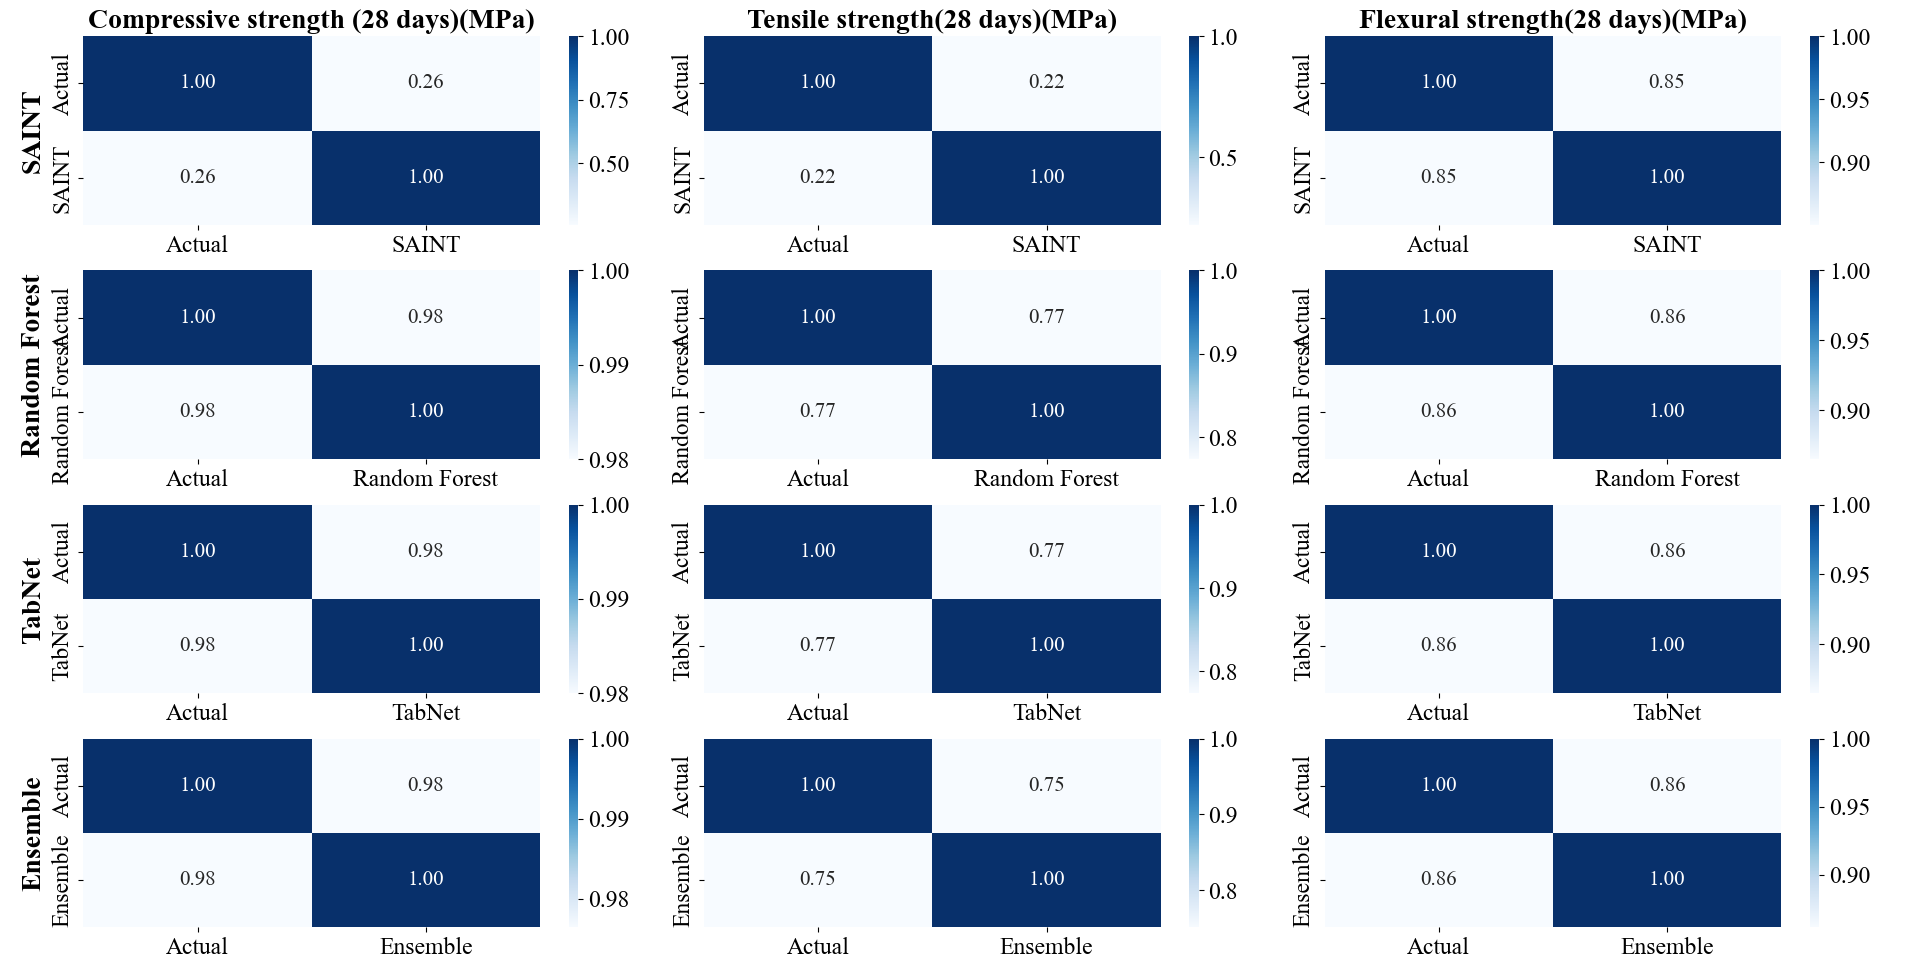 Compressive strength (28 days)(MPa)
Tensile strength(28 days)(MPa)
Flexural strength(28 days)(MPa)
SAINT
Actual
SAINT
1.00
0.26
0.26
1.00
Actual
SAINT
1.00
0.75
0.50
Actual
SAINT
1.00
0.22
0.22
1.00
Actual
SAINT
1.0
0.5
Actual
SAINT
1.00
0.85
0.85
1.00
Actual
SAINT
1.00
0.95
0.90
Random Forest
Actual
Random Forest
1.00
0.98
0.98
1.00
Actual
Random Forest
1.00
0.99
0.98
Actual
Random Forest
1.00
0.77
0.77
1.00
Actual
Random Forest
1.0
0.9
0.8
Actual
Random Forest
1.00
0.86
0.86
1.00
Actual
Random Forest
1.00
0.95
0.90
TabNet
Actual
TabNet
1.00
0.98
0.98
1.00
Actual
TabNet
1.00
0.99
0.98
Actual
TabNet
1.00
0.77
0.77
1.00
Actual
TabNet
1.0
0.9
0.8
Actual
TabNet
1.00
0.86
0.86
1.00
Actual
TabNet
1.00
0.95
0.90
Ensemble
Actual
Ensemble
1.00
0.98
0.98
1.00
Actual
Ensemble
1.00
0.99
0.98
Actual
Ensemble
1.00
0.75
0.75
1.00
Actual
Ensemble
1.0
0.9
0.8
Actual
Ensemble
1.00
0.86
0.86
1.00
Actual
Ensemble
1.00
0.95
0.90